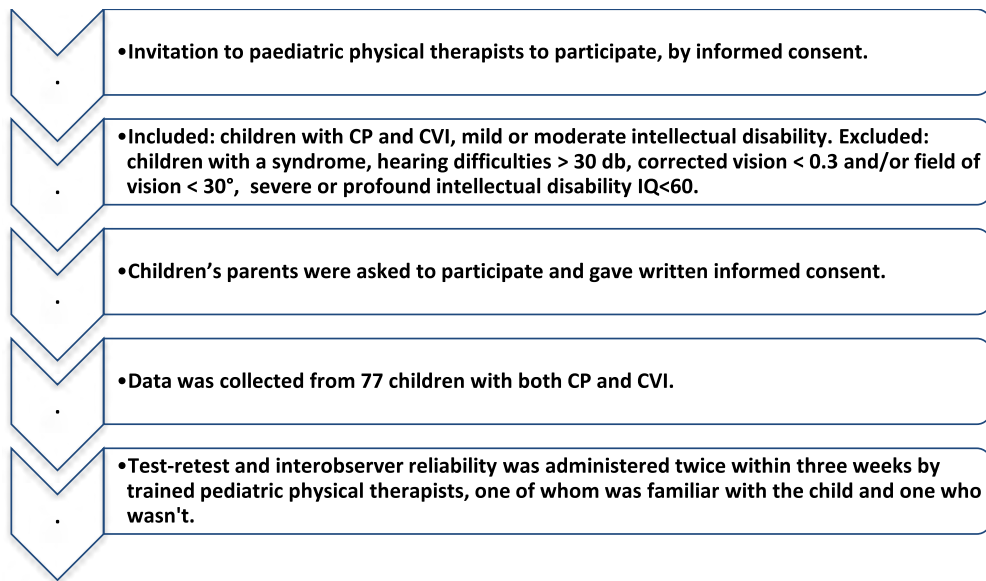 •Invitation to paediatric physical therapists to participate, by informed consent.
.
•Included: children with CP and CVI, mild or moderate intellectual disability. Excluded:
children with a syndrome, hearing difficulties > 30 db, corrected vision < 0.3 and/or field of
vision < 30°, severe or profound intellectual disability IQ<60.
.
•Children’s parents were asked to participate and gave written informed consent.
.
•Data was collected from 77 children with both CP and CVI.
.
•Test-retest and interobserver reliability was administered twice within three weeks by
trained pediatric physical therapists, one of whom was familiar with the child and one who
wasn't.
.